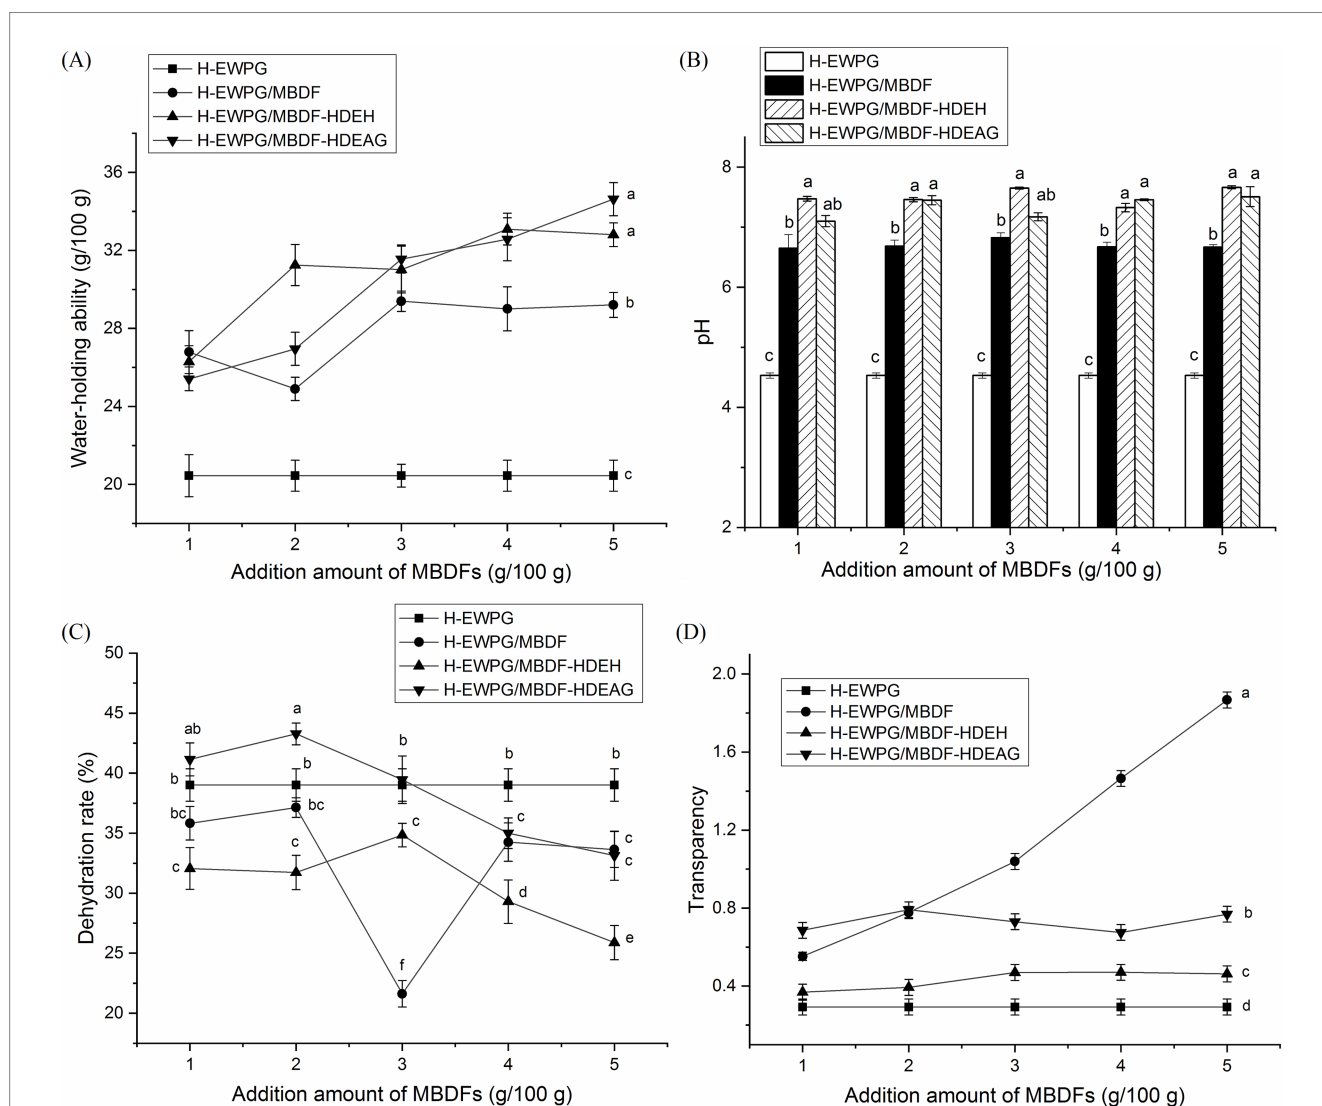 (A)
H-EWPG
H-EWPG/MBDF
H-EWPG/MBDF-HDEH
H-EWPG/MBDF-HDEAG
Water-holding ability (g/100 g)
36
32
28
24
20
a
a
b
c
1 2 3 4 5
Addition amount of MBDFs (g/100 g)
(B)
H-EWPG
H-EWPG/MBDF
H-EWPG/MBDF-HDEH
H-EWPG/MBDF-HDEAG
pH
8
6
4
2
c b a ab
c b a a
c b a ab
c b a a
c b a a
1 2 3 4 5
Addition amount of MBDFs (g/100 g)
(C)
H-EWPG
H-EWPG/MBDF
H-EWPG/MBDF-HDEH
H-EWPG/MBDF-HDEAG
Dehydration rate (%)
50
45
40
35
30
25
20
ab a b b b
b b
bc bc c c
c c c c
d e
f
1 2 3 4 5
Addition amount of MBDFs (g/100 g)
(D)
H-EWPG
H-EWPG/MBDF
H-EWPG/MBDF-HDEH
H-EWPG/MBDF-HDEAG
Transparency
2.0
1.6
1.2
0.8
0.4
a
b
c
d
1 2 3 4 5
Addition amount of MBDFs (g/100 g)